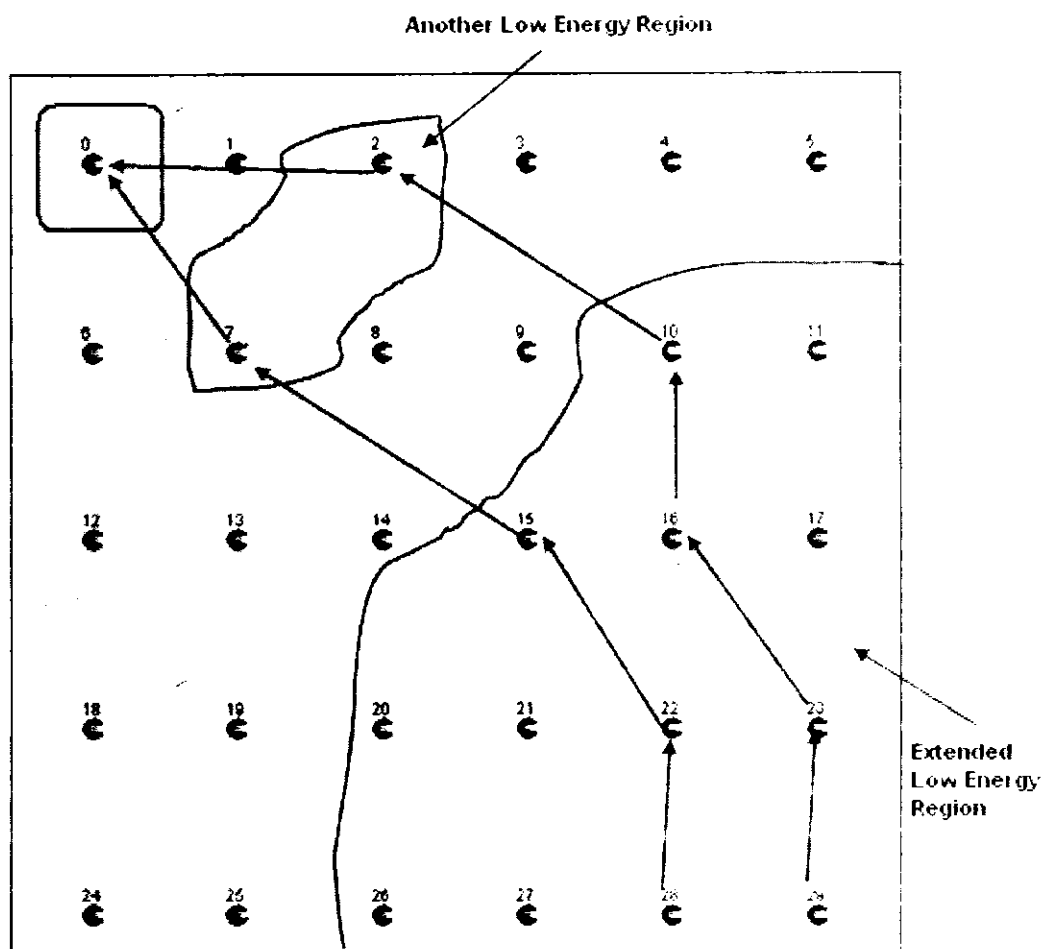 Another Low Energy Region
0 1 2 3 4 5
6 7 8 9 10 11
12 13 14 15 16 17
18 19 20 21 22 23
Extended
Low Energy
Region
24 25 26 27 28 29